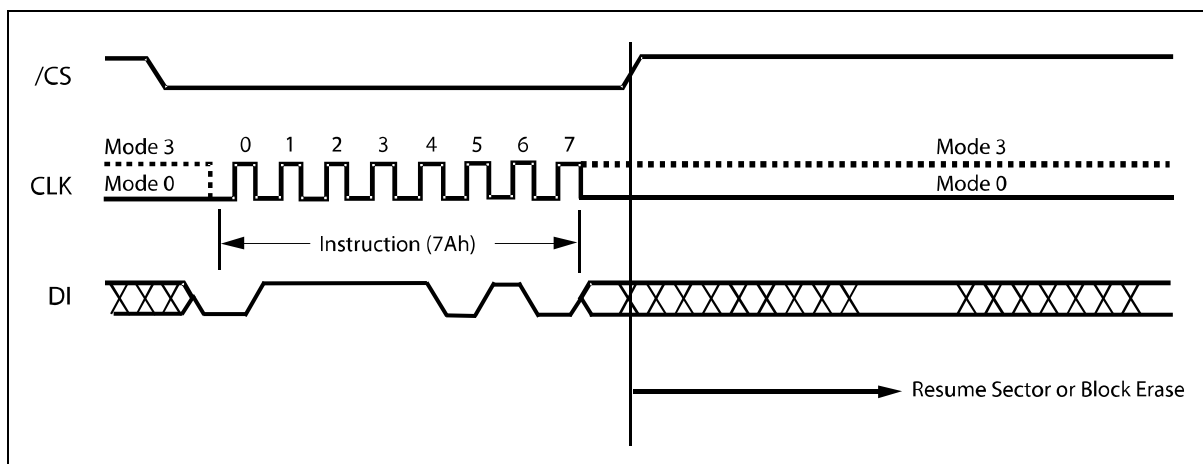 /CS
Mode 3
0 1 2 3 4 5 6 7
Mode 3
CLK
Mode 0
Mode 0
Instruction (7Ah)
DI
Resume Sector or Block Erase